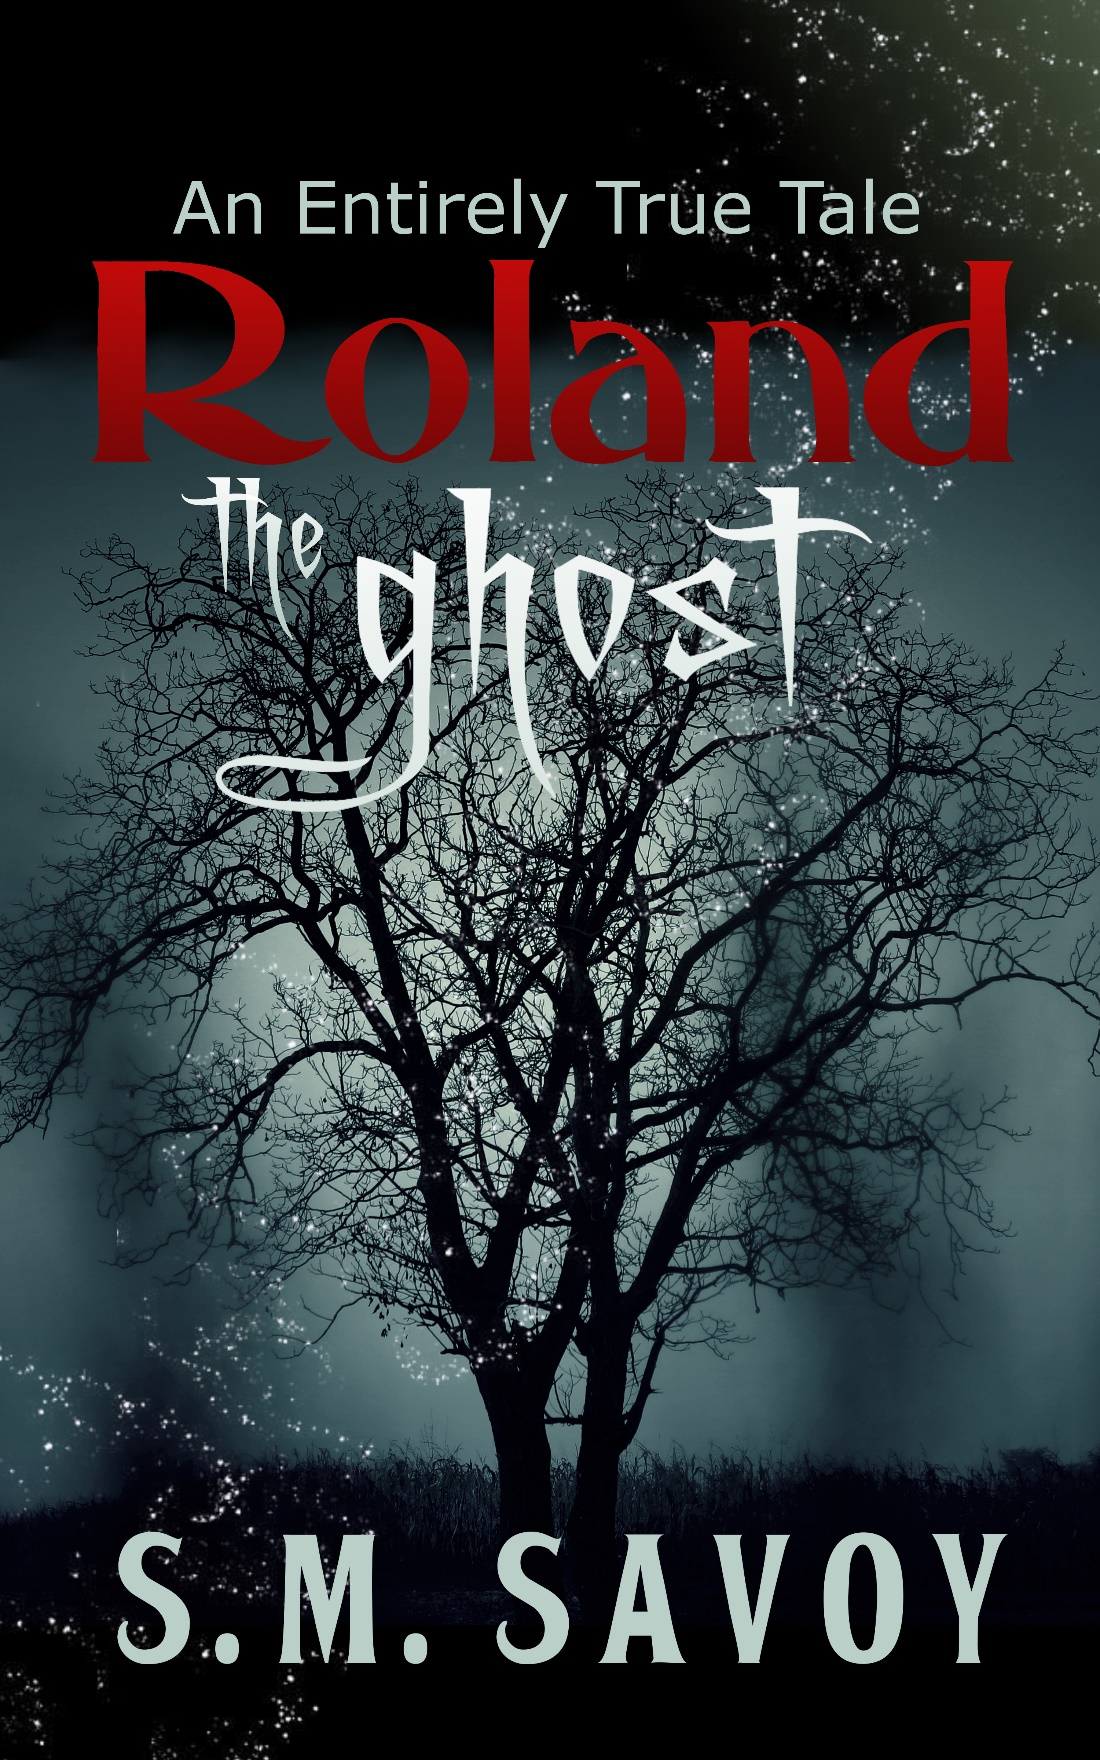 An Entirely True Tale
Roland
the ghost
S.M. SAVOY